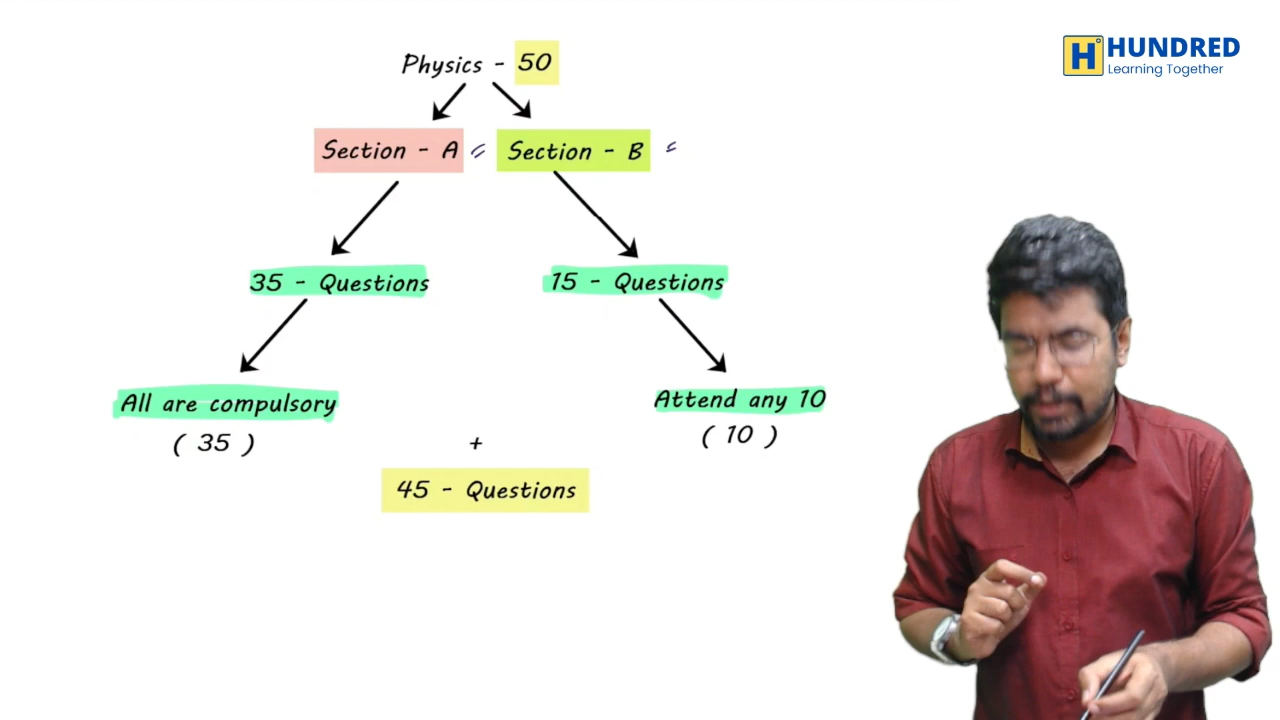 Physics - 50
HUNDRED
Learning Together
Section - A
Section - B
35 - Questions
15 - Questions
All are compulsory
Attend any 10
( 35 )
+
( 10 )
45 - Questions